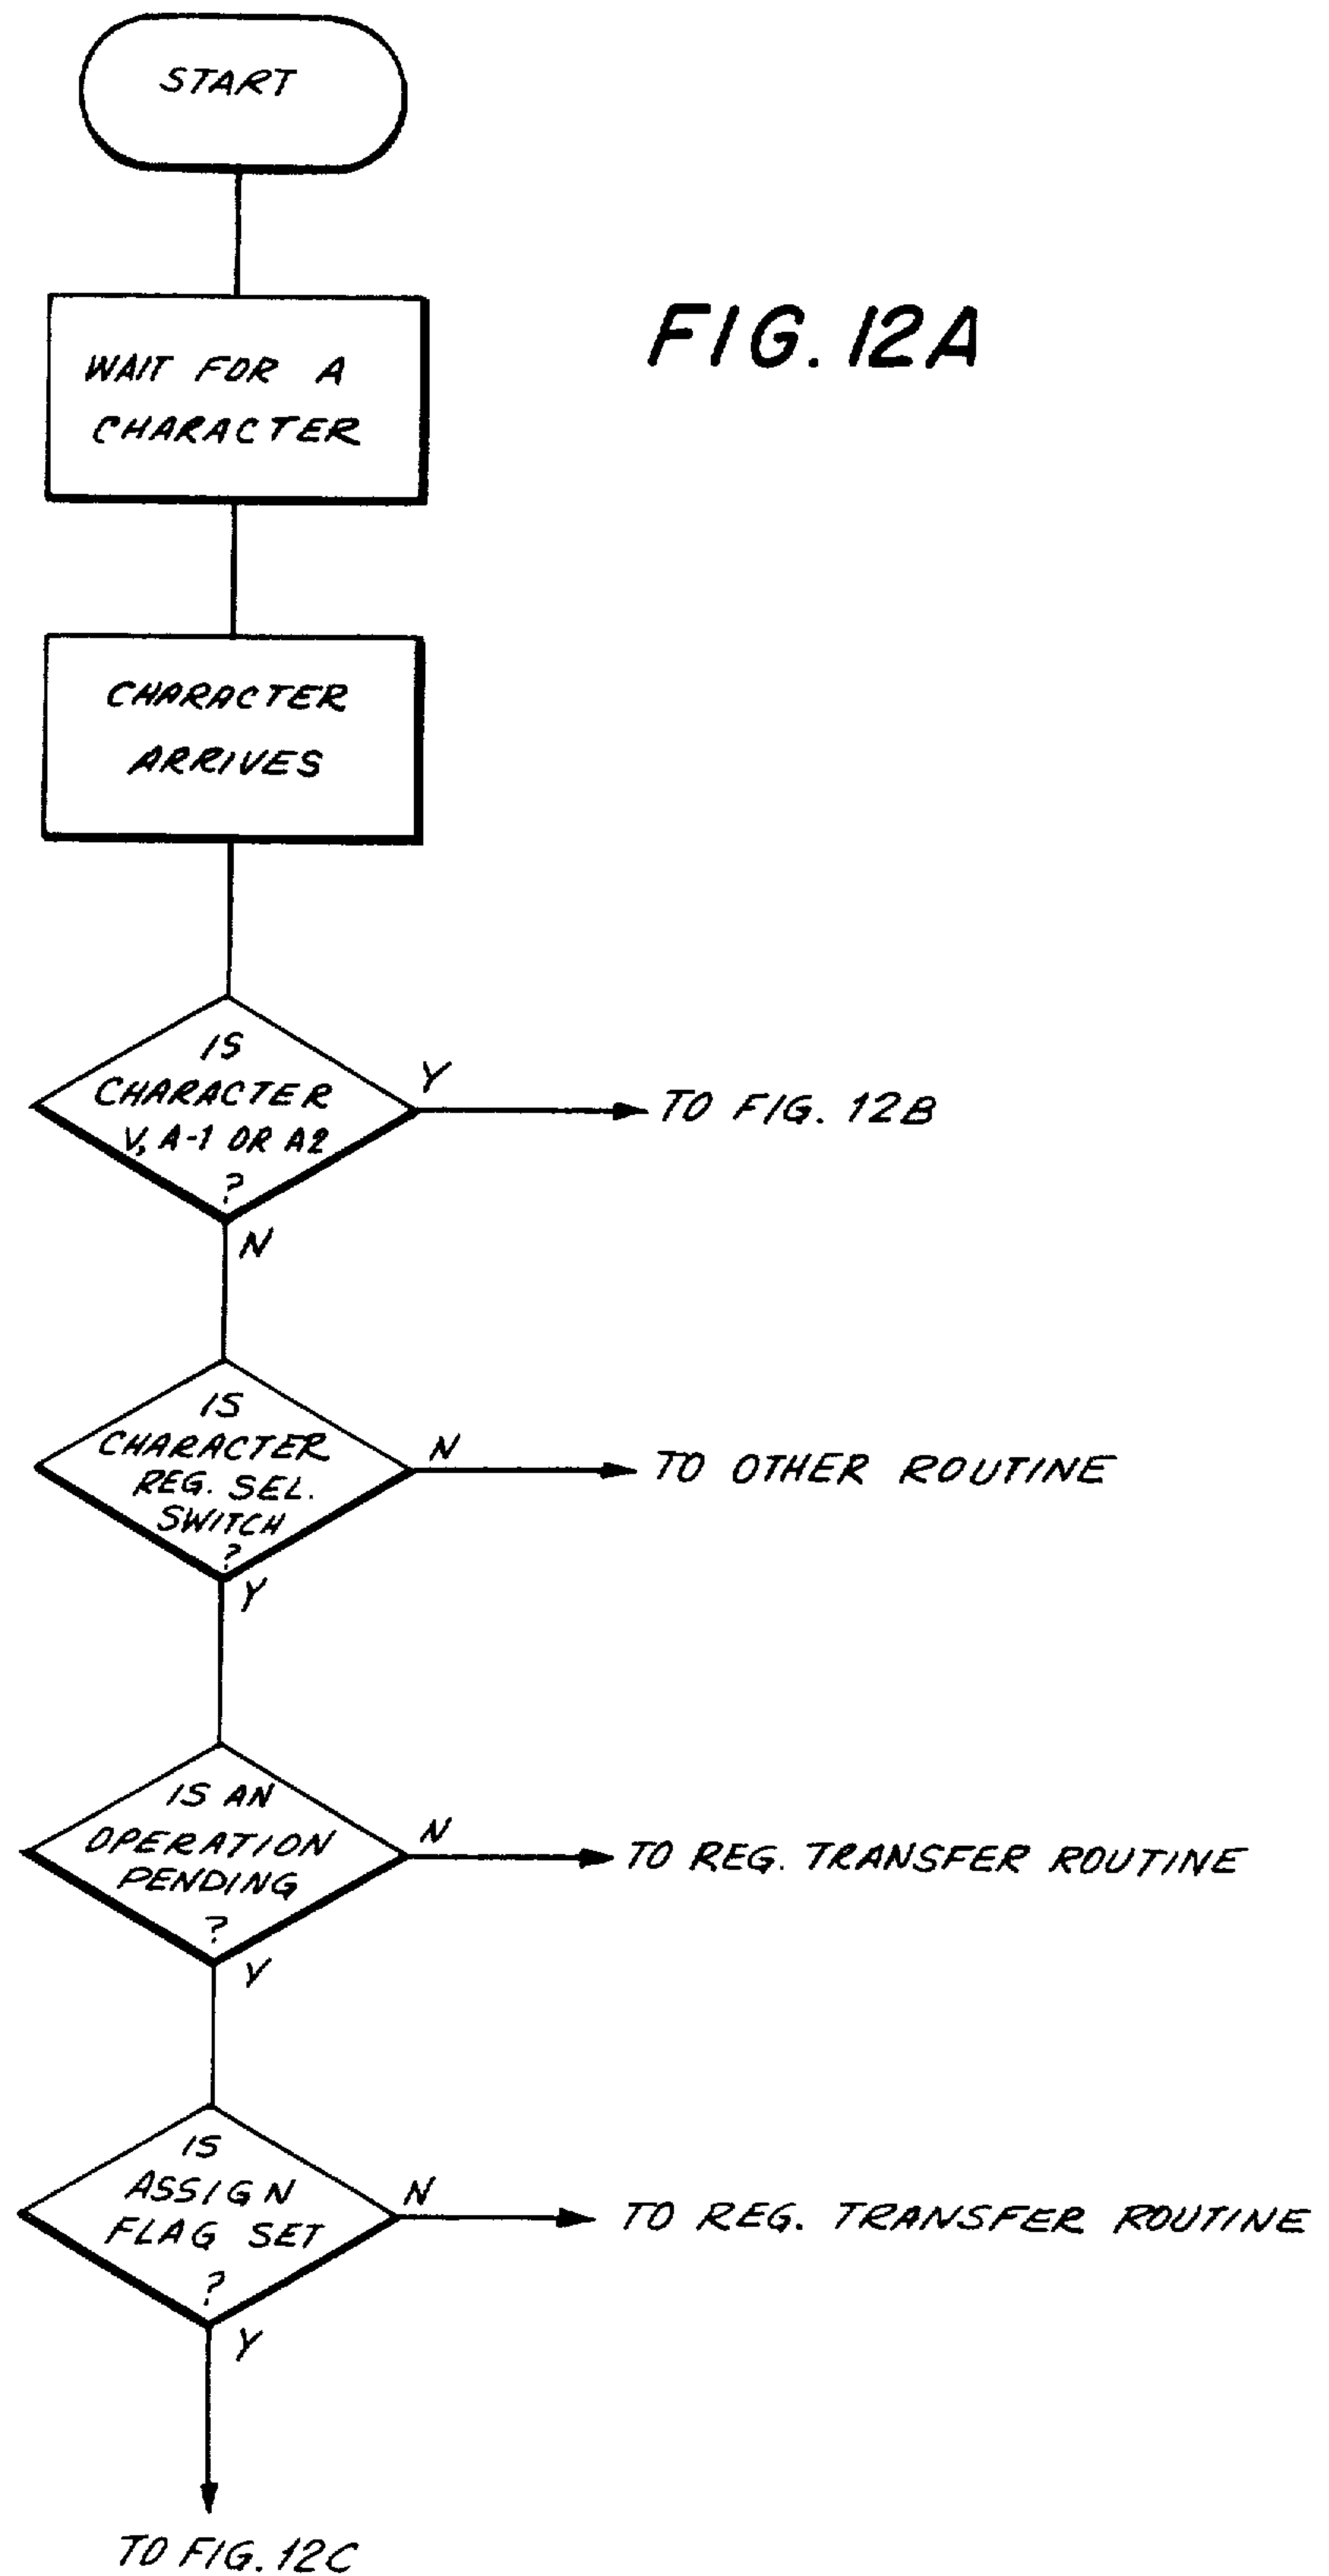 START
FIG. 12A
WAIT FOR A
CHARACTER
CHARACTER
ARRIVES
IS
CHARACTER
V, A-1 OR A2
?
Y
TO FIG. 12B
N
IS
CHARACTER
REG. SEL.
SWITCH
?
N
TO OTHER ROUTINE
Y
IS AN
OPERATION
PENDING
?
N
TO REG. TRANSFER ROUTINE
Y
IS
ASSIGN
FLAG SET
?
N
TO REG. TRANSFER ROUTINE
Y
TO FIG. 12C